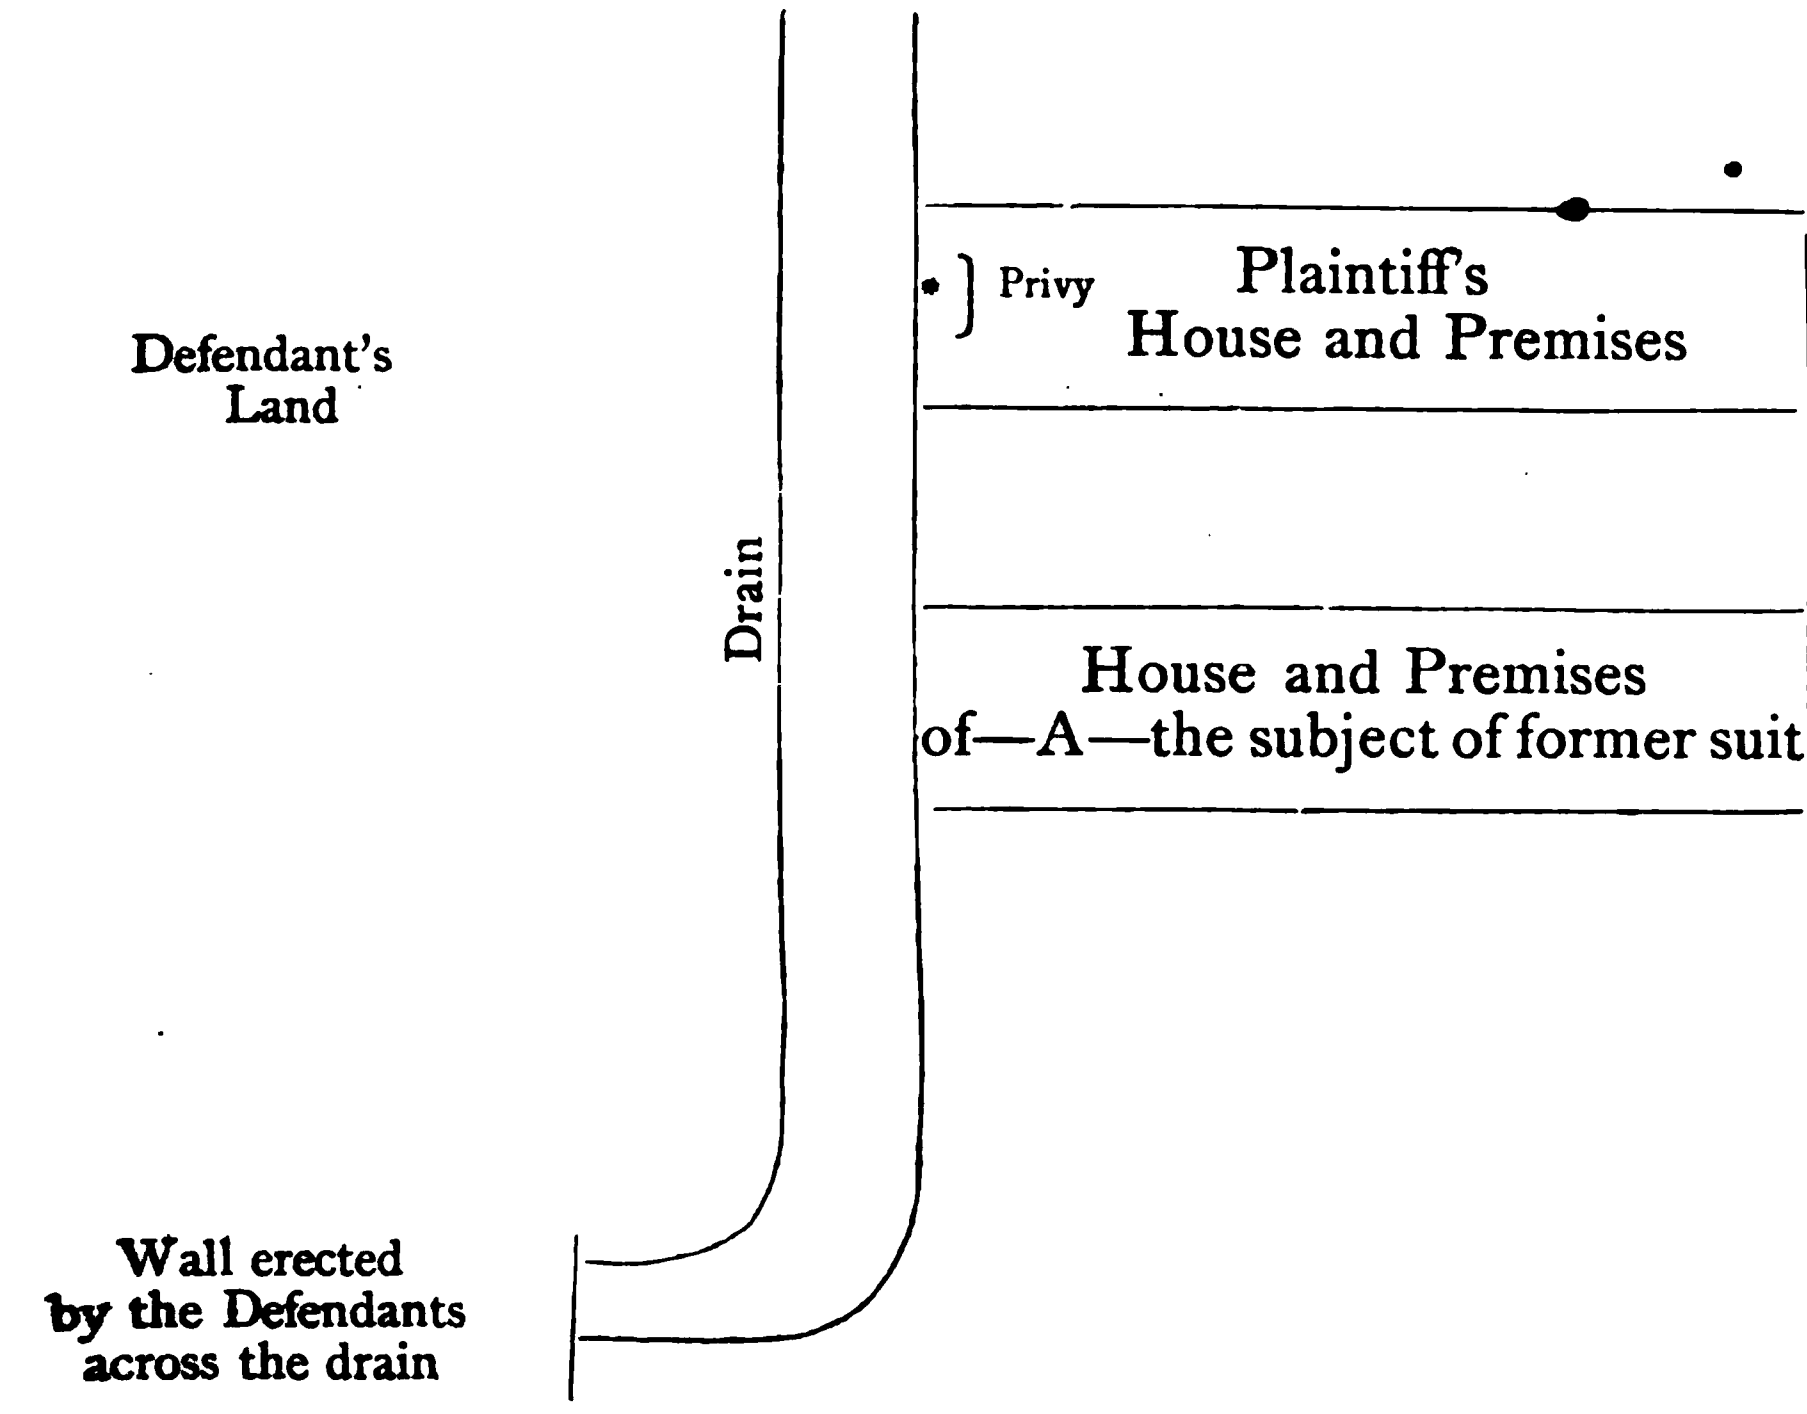 Privy
Plaintiff's
House and Premises
Defendant's
Land
Drain
House and Premises
of—A—the subject of former suit
Wall erected
by the Defendants
across the drain